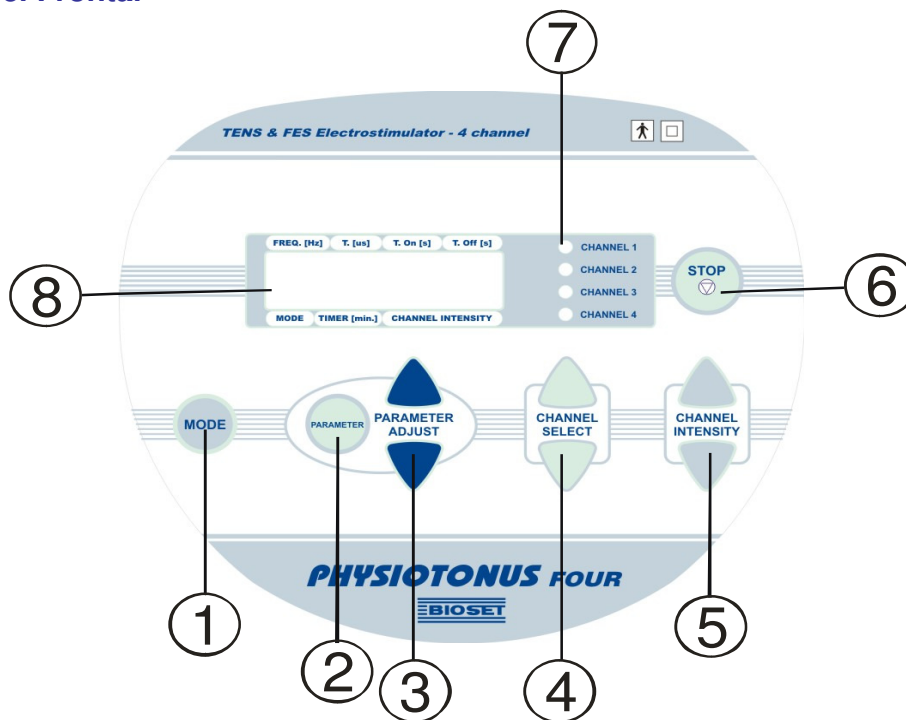 7
TENS & FES Electrostimulator - 4 channel
FREQ. [Hz] T. [us] T. On [s] T. Off [s]
CHANNEL 1
CHANNEL 2
CHANNEL 3
CHANNEL 4
MODE TIMER [min.] CHANNEL INTENSITY
STOP
6
8
MODE
PARAMETER
PARAMETER
ADJUST
CHANNEL
SELECT
CHANNEL
INTENSITY
PHYSIOTONUS FOUR
BIOSET
1
2
3
4
5